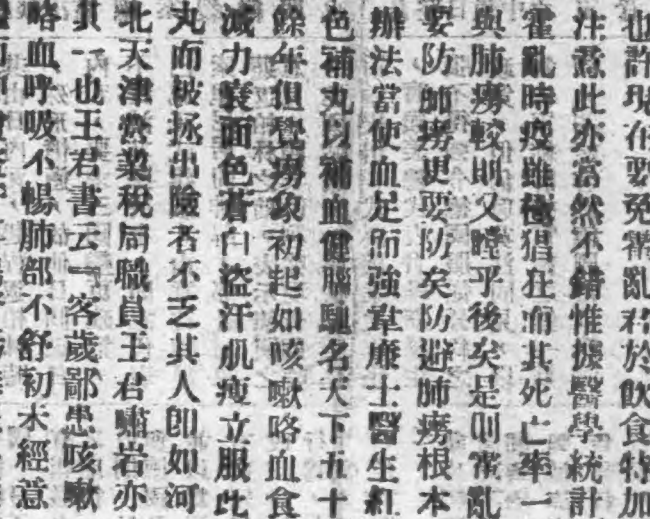 也許現在要免霍亂君於飲食特加
注意此亦當然不錯惟據醫學統計
霍亂時疫雖極猖狂而其死亡率一
與肺癆較則又瞠乎後矣足則霍亂
要防肺癆更要防矣防避肺癆根本
辦法當使血足而強韋廉士醫生紅
色補丸以補血健腦馳名天下五十
餘年但覺癆象初起如咳嗽咯血食
減力衰面色蒼白盜汗肌瘦立服此
丸而被拯出險者不乏其人卽如河
北天津營業稅局職員王君嘯岩亦
其一也王君書云『客歲鄙患咳嗽
咯血呼吸不暢肺部不舒初未經意